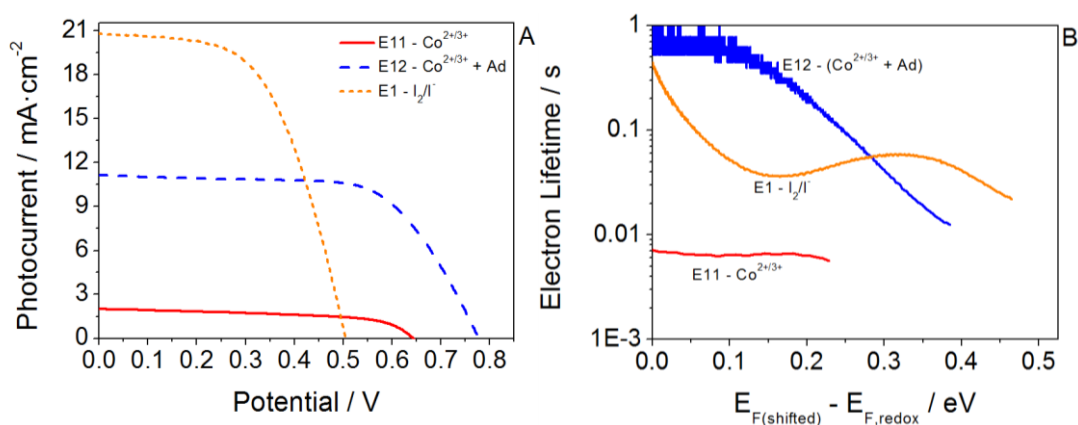 A
21
18
15
12
9
6
3
0
Photocurrent / mA·cm⁻²
E11 - Co²⁺/³⁺
E12 - Co²⁺/³⁺ + Ad
E1 - I₂/I⁻
0.0 0.1 0.2 0.3 0.4 0.5 0.6 0.7 0.8
Potential / V
B
1
0.1
0.01
1E-3
Electron Lifetime / s
E12 - (Co²⁺/³⁺ + Ad)
E1 - I₂/I⁻
E11 - Co²⁺/³⁺
0.0 0.1 0.2 0.3 0.4 0.5
E_F(shifted) - E_F,redox / eV